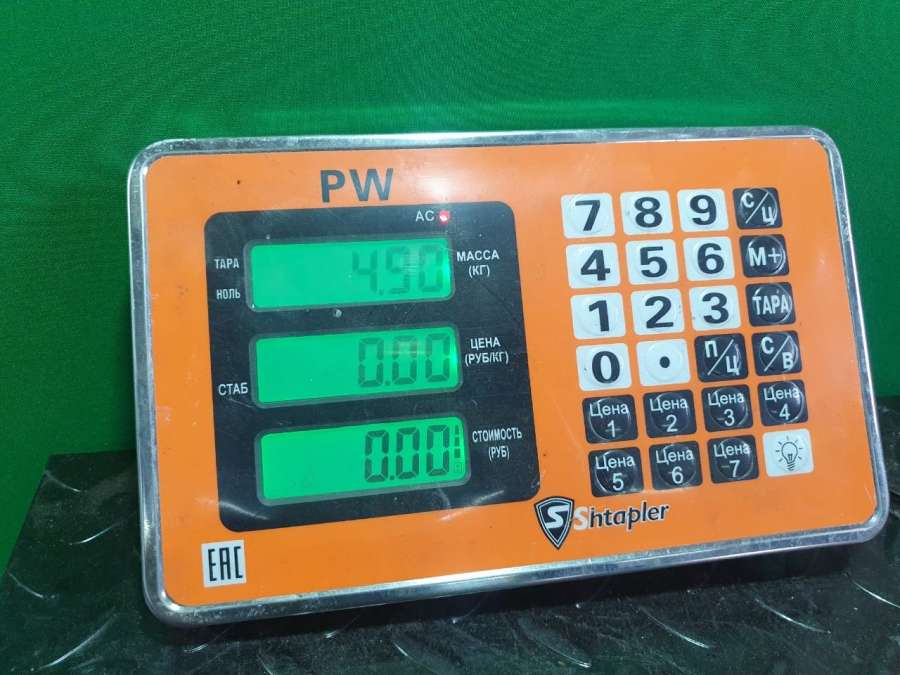 PW
AC
ТАРА
НОЛЬ
4.90
МАССА
(КГ)
СТАБ
0.00
ЦЕНА
(РУБ/КГ)
0.00
СТОИМОСТЬ
(РУБ)
7 8 9 С/Ц
4 5 6 М+
1 2 3 ТАРА
0 • П/Ц С/В
Цена 1 Цена 2 Цена 3 Цена 4
Цена 5 Цена 6 Цена 7
S Shtapler
EAC